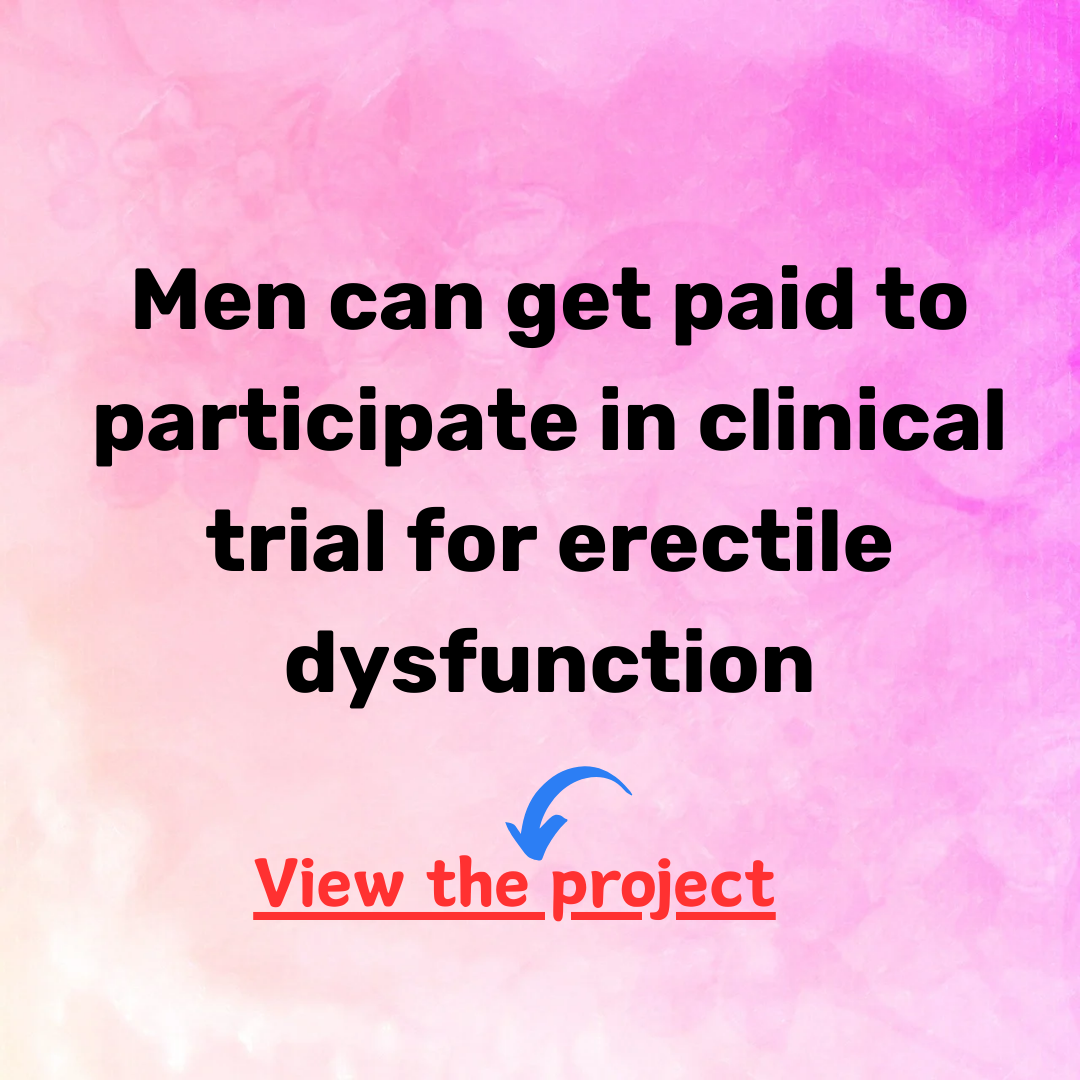 Men can get paid to
participate in clinical
trial for erectile
dysfunction
View the project